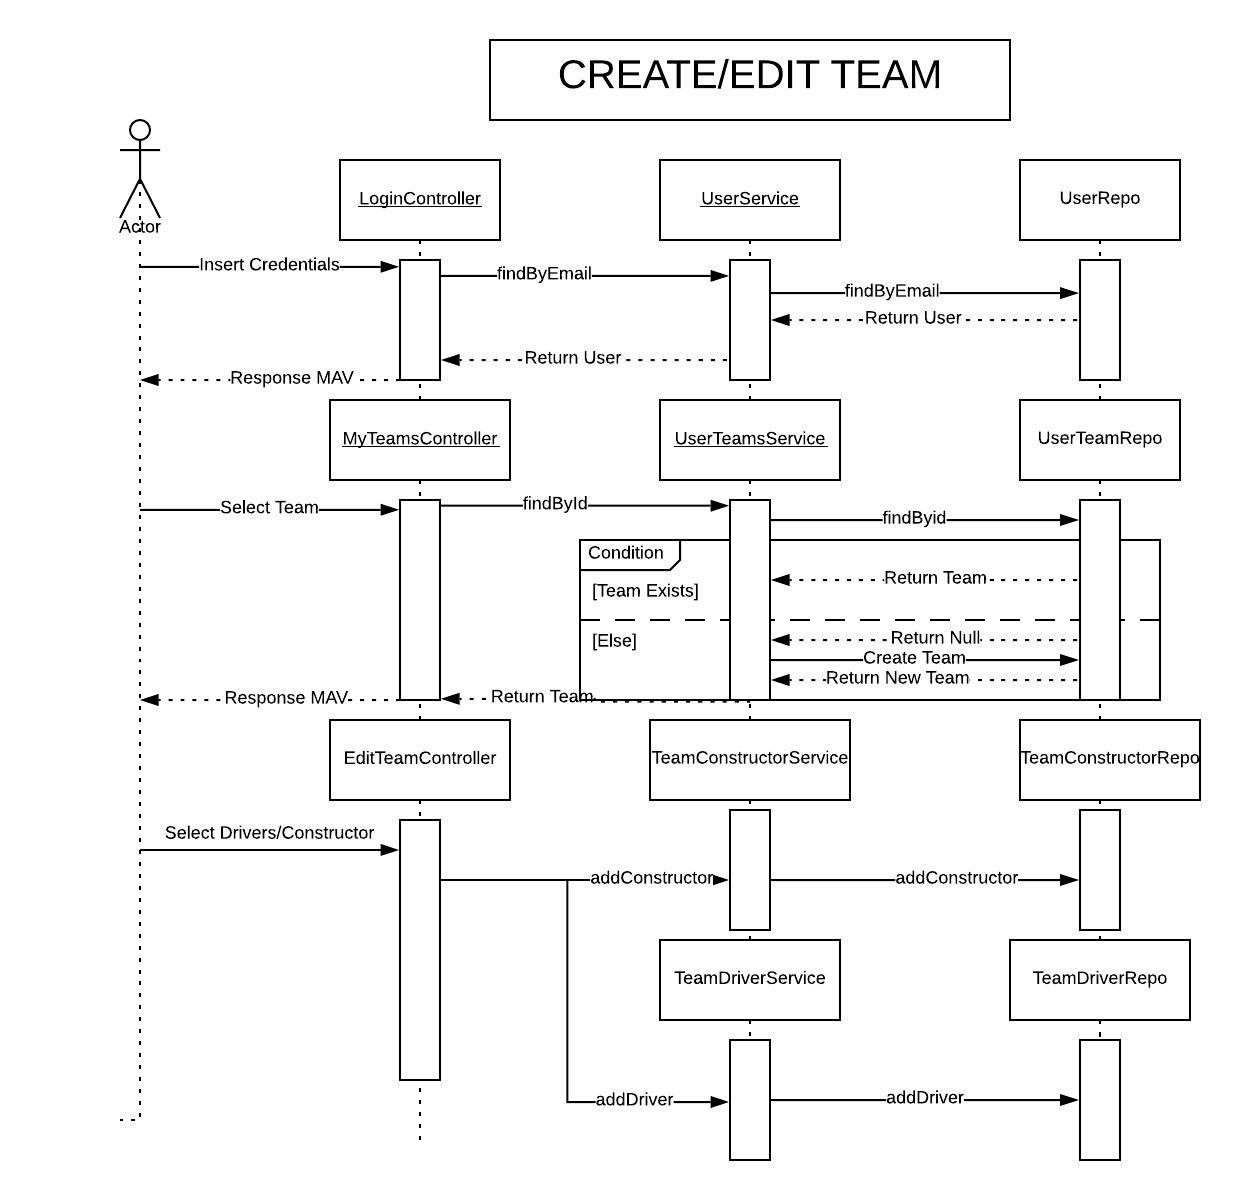 CREATE/EDIT TEAM
Actor
LoginController
UserService
UserRepo
Insert Credentials
findByEmail
findByEmail
Return User
Return User
Response MAV
MyTeamsController
UserTeamsService
UserTeamRepo
Select Team
findById
findByid
Condition
[Team Exists]
Return Team
[Else]
Return Null
Create Team
Return New Team
Return Team
Response MAV
EditTeamController
TeamConstructorService
TeamConstructorRepo
Select Drivers/Constructor
addConstructor
addConstructor
TeamDriverService
TeamDriverRepo
addDriver
addDriver